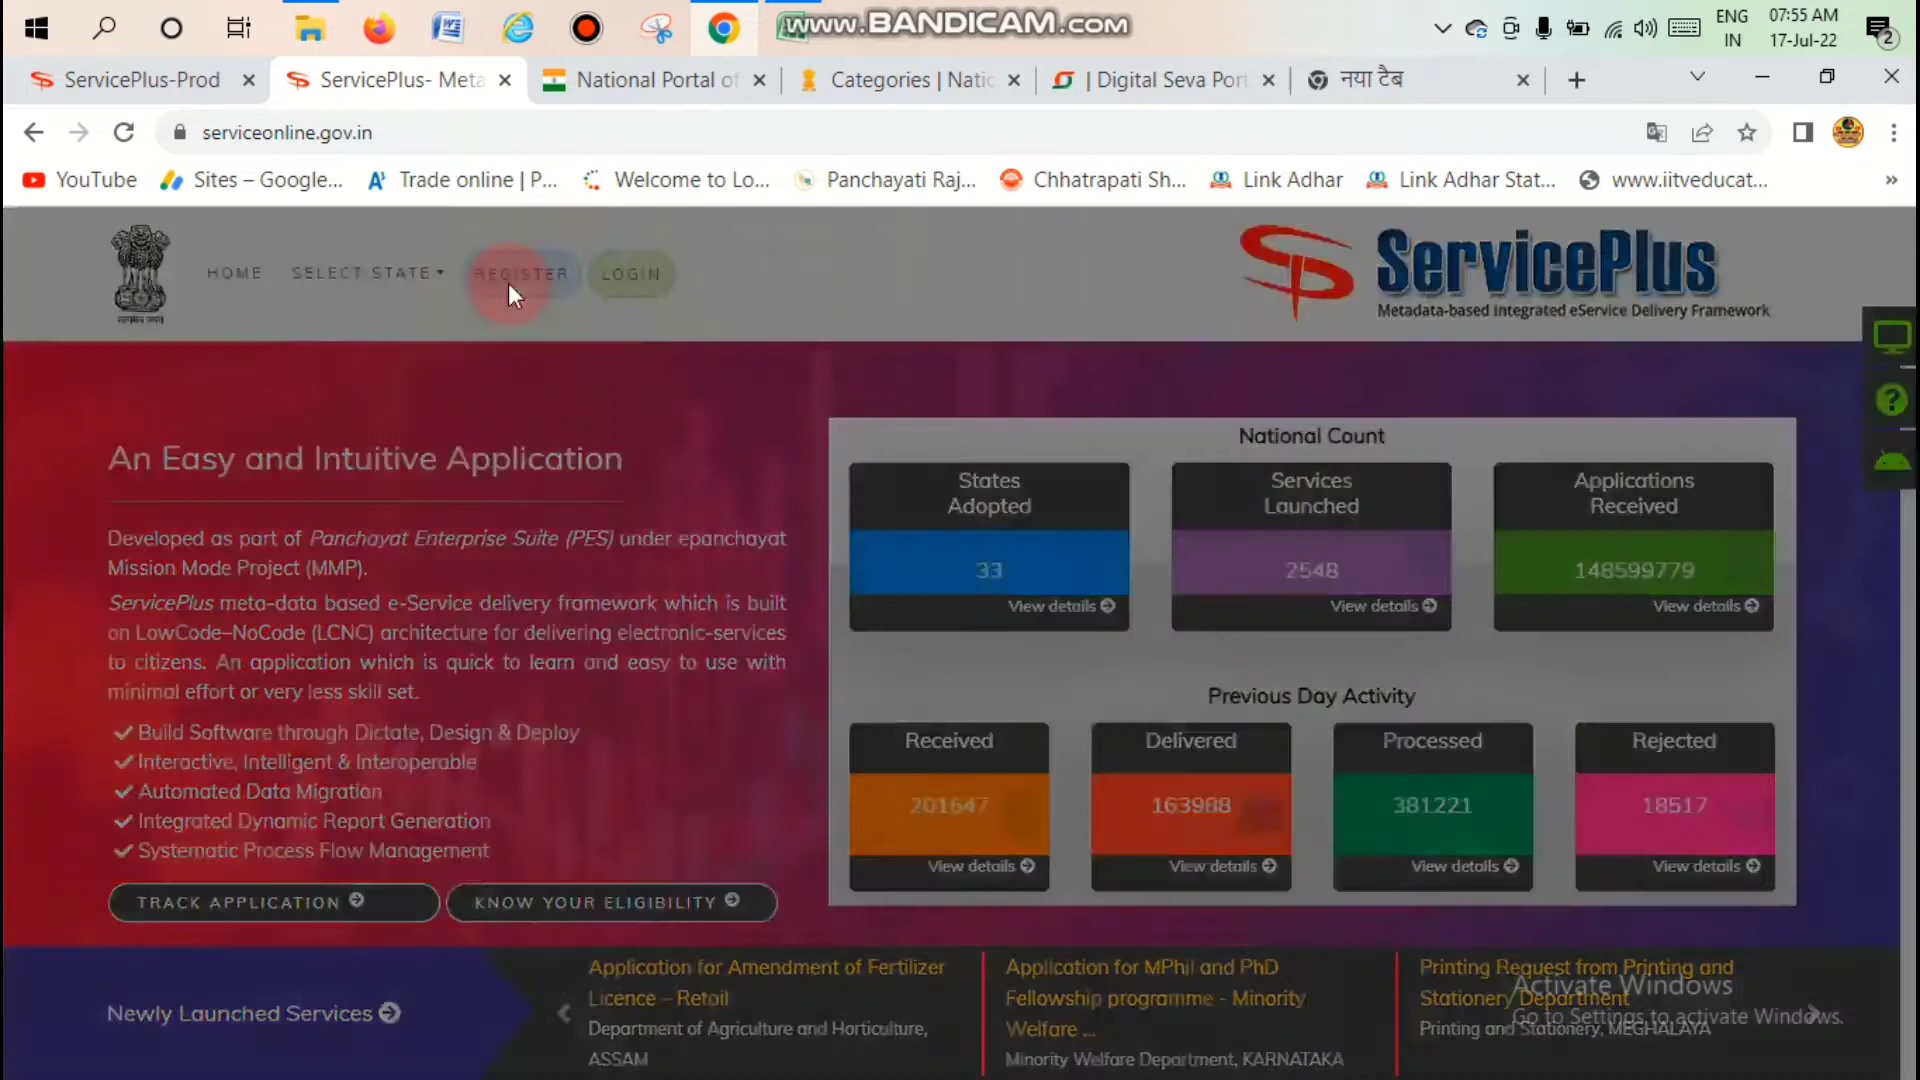 www.BANDICAM.com
ENG
IN
07:55 AM
17-Jul-22
2
ServicePlus-Prod
ServicePlus- Meta
National Portal of
Categories | Natic
| Digital Seva Port
नया टैब
serviceonline.gov.in
YouTube
Sites – Google...
Trade online | P...
Welcome to Lo...
Panchayati Raj...
Chhatrapati Sh...
Link Adhar
Link Adhar Stat...
www.iitveducat...
सत्यमेव जयते
HOME
SELECT STATE
REGISTER
LOGIN
ServicePlus
Metadata-based Integrated eService Delivery Framework
An Easy and Intuitive Application
Developed as part of Panchayat Enterprise Suite (PES) under epanchayat
Mission Mode Project (MMP).
ServicePlus meta-data based e-Service delivery framework which is built
on LowCode–NoCode (LCNC) architecture for delivering electronic-services
to citizens. An application which is quick to learn and easy to use with
minimal effort or very less skill set.
Build Software through Dictate, Design & Deploy
Interactive, Intelligent & Interoperable
Automated Data Migration
Integrated Dynamic Report Generation
Systematic Process Flow Management
TRACK APPLICATION
KNOW YOUR ELIGIBILITY
National Count
States
Adopted
33
View details
Services
Launched
2548
View details
Applications
Received
148599779
View details
Previous Day Activity
Received
201647
View details
Delivered
163988
View details
Processed
381221
View details
Rejected
18517
View details
Newly Launched Services
Application for Amendment of Fertilizer
Licence – Retail
Department of Agriculture and Horticulture,
ASSAM
Application for MPhil and PhD
Fellowship programme - Minority
Welfare ...
Minority Welfare Department, KARNATAKA
Printing Request from Printing and
Stationery Department
Printing and Stationery, MEGHALAYA
Activate Windows
Go to Settings to activate Windows.